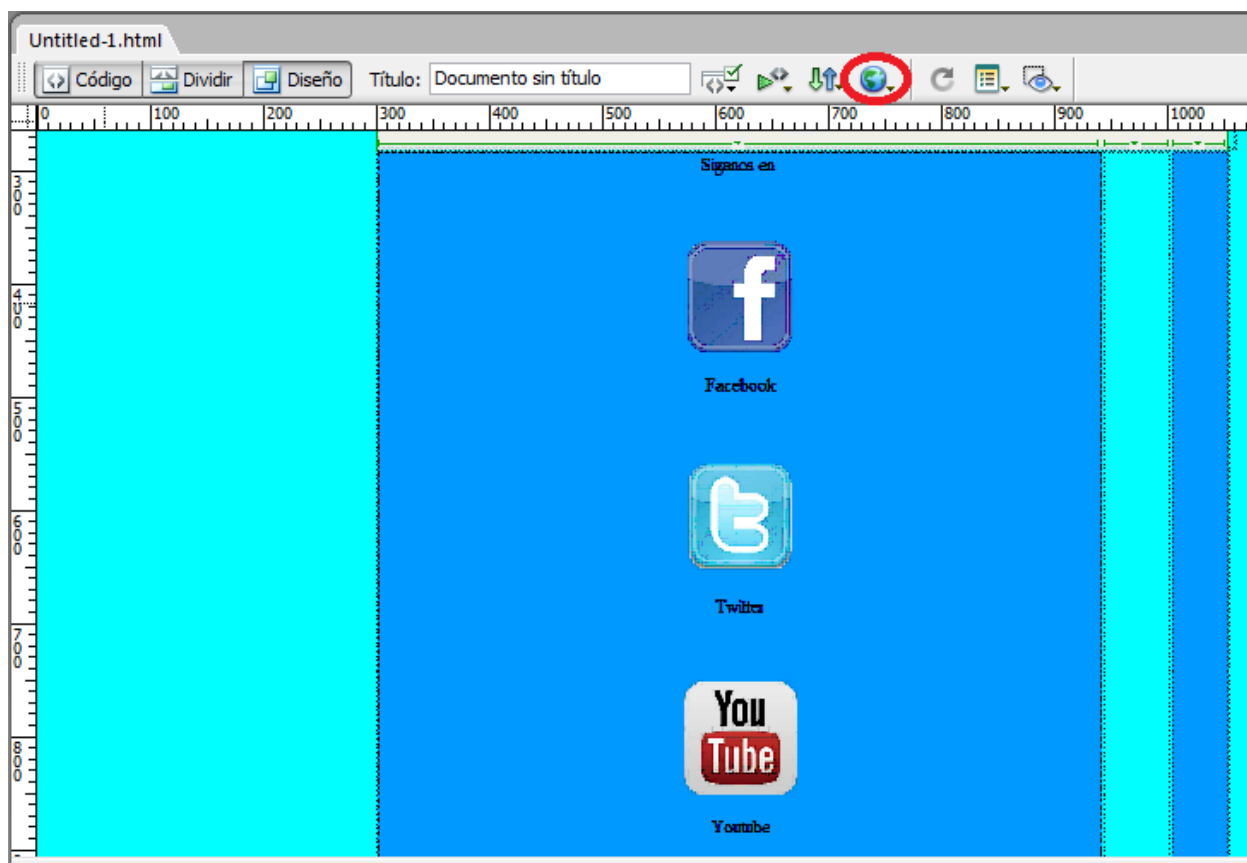 Untitled-1.html
Código Dividir Diseño Título: Documento sin título
0 100 200 300 400 500 600 700 800 900 1000
Siganos en
300
f
400
Facebook
500
t
600
Twitter
700
You
Tube
800
Youtube